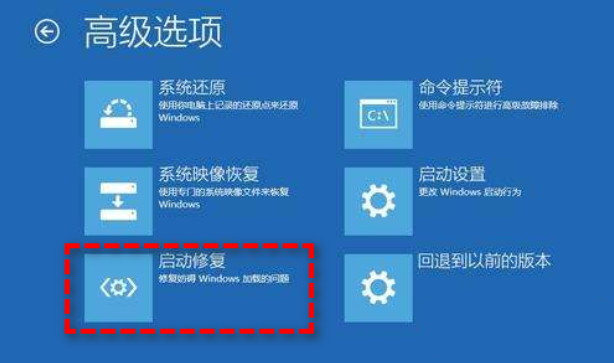 高级选项
系统还原
使用你电脑上记录的还原点来还原
Windows
命令提示符
使用命令提示符进行高级故障排除
C:\
系统映像恢复
使用专门的系统映像文件来恢复
Windows
启动设置
更改 Windows 启动行为
启动修复
修复妨碍 Windows 加载的问题
回退到以前的版本